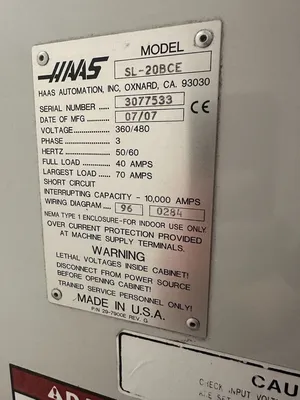 HAAS
MODEL
SL-20BCE
HAAS AUTOMATION, INC, OXNARD, CA. 93030
SERIAL NUMBER 3077533
DATE OF MFG 07/07 CE
VOLTAGE 360/480
PHASE 3
HERTZ 50/60
FULL LOAD 40 AMPS
LARGEST LOAD 70 AMPS
SHORT CIRCUIT
INTERRUPTING CAPACITY - 10,000 AMPS
WIRING DIAGRAM 96 0284
NEMA TYPE 1 ENCLOSURE-FOR INDOOR USE ONLY
OVER CURRENT PROTECTION PROVIDED
AT MACHINE SUPPLY TERMINALS.
WARNING
LETHAL VOLTAGES INSIDE CABINET!
DISCONNECT FROM POWER SOURCE
BEFORE OPENING CABINET!
TRAINED SERVICE PERSONNEL ONLY!
MADE IN U.S.A.
P/N 29-7900E REV. G
CAU
CHECK INPUT VOLT